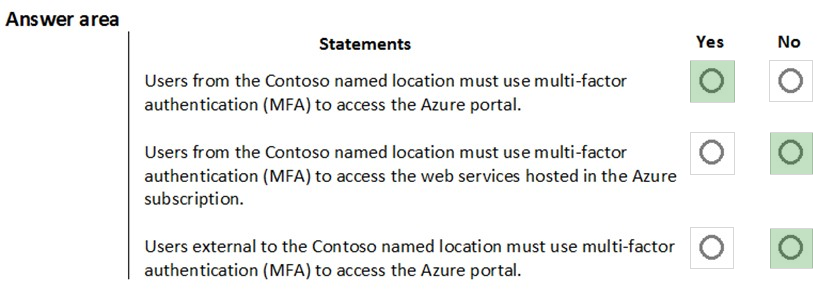 Answer area
Statements Yes No
Users from the Contoso named location must use multi-factor
authentication (MFA) to access the Azure portal.
Users from the Contoso named location must use multi-factor
authentication (MFA) to access the web services hosted in the Azure
subscription.
Users external to the Contoso named location must use multi-factor
authentication (MFA) to access the Azure portal.